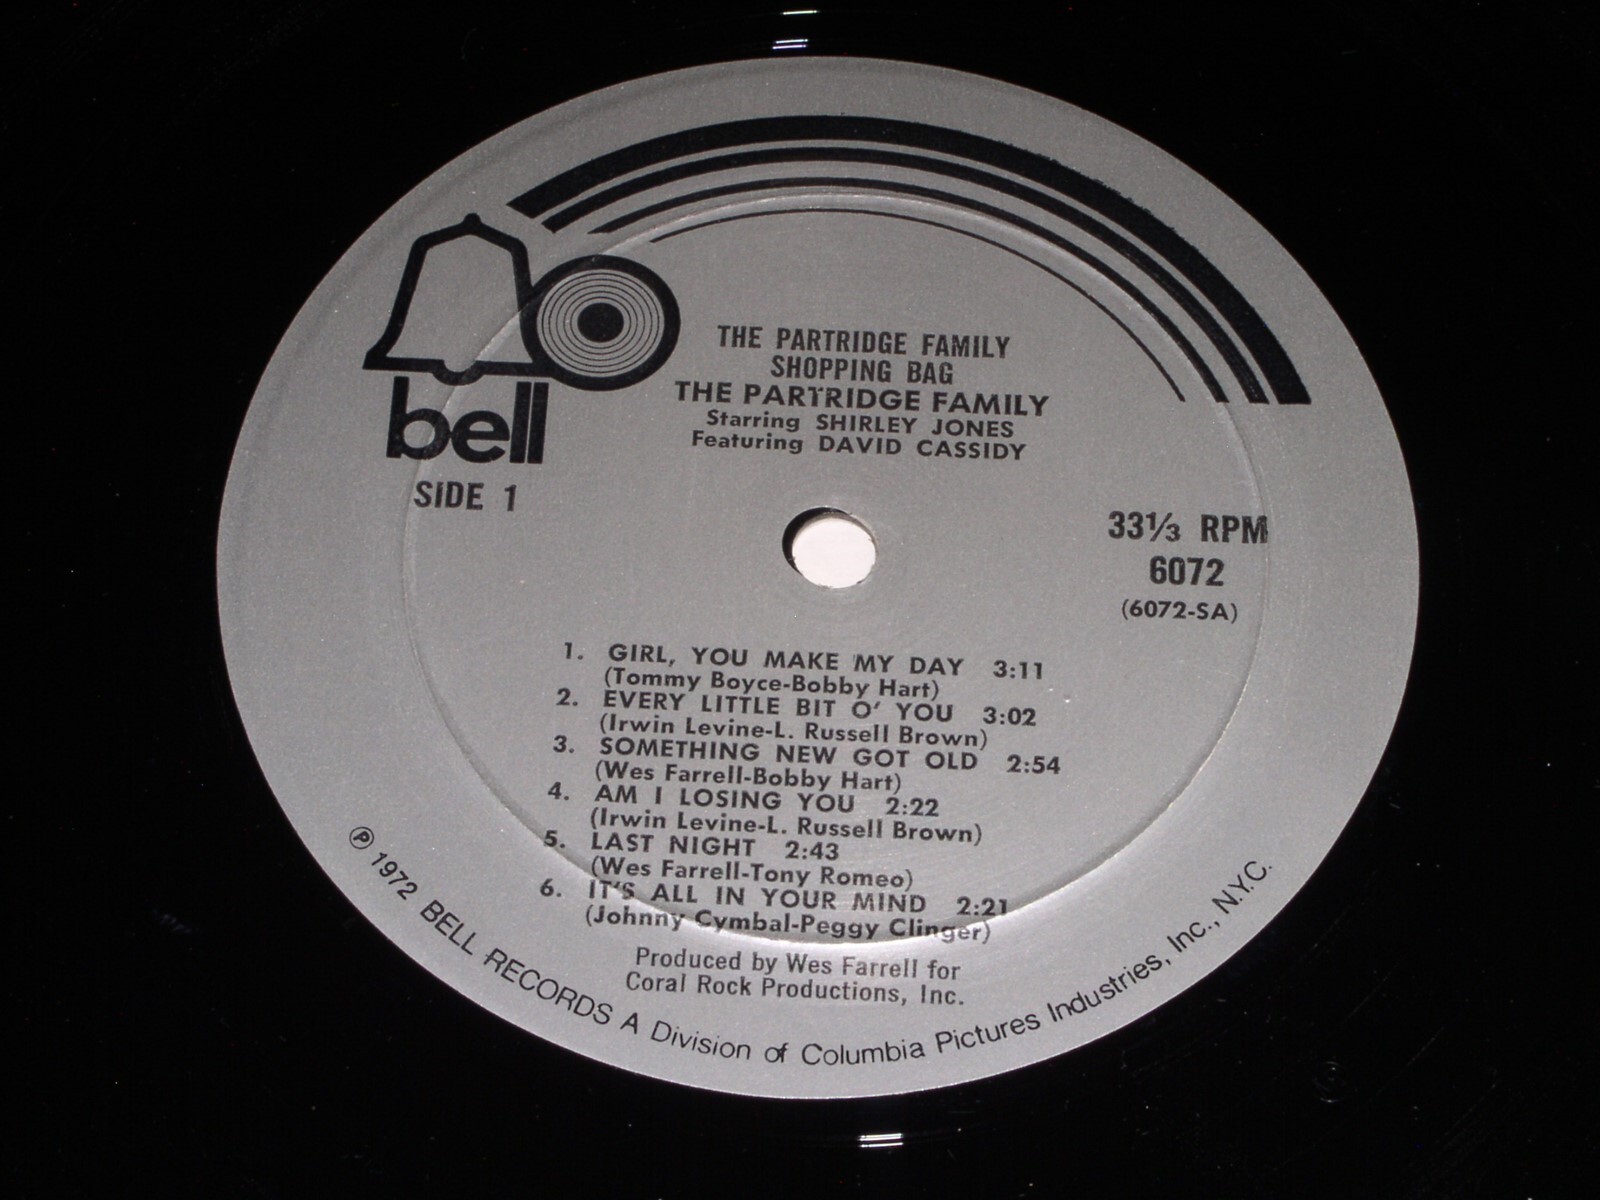 bell
SIDE 1
THE PARTRIDGE FAMILY
SHOPPING BAG
THE PARTRIDGE FAMILY
Starring SHIRLEY JONES
Featuring DAVID CASSIDY
33⅓ RPM
6072
(6072-SA)
1. GIRL, YOU MAKE MY DAY 3:11
(Tommy Boyce-Bobby Hart)
2. EVERY LITTLE BIT O' YOU 3:02
(Irwin Levine-L. Russell Brown)
3. SOMETHING NEW GOT OLD 2:54
(Wes Farrell-Bobby Hart)
4. AM I LOSING YOU 2:22
(Irwin Levine-L. Russell Brown)
5. LAST NIGHT 2:43
(Wes Farrell-Tony Romeo)
6. IT'S ALL IN YOUR MIND 2:21
(Johnny Cymbal-Peggy Clinger)
Produced by Wes Farrell for
Coral Rock Productions, Inc.
℗ 1972 BELL RECORDS A Division of Columbia Pictures Industries, Inc., N.Y.C.